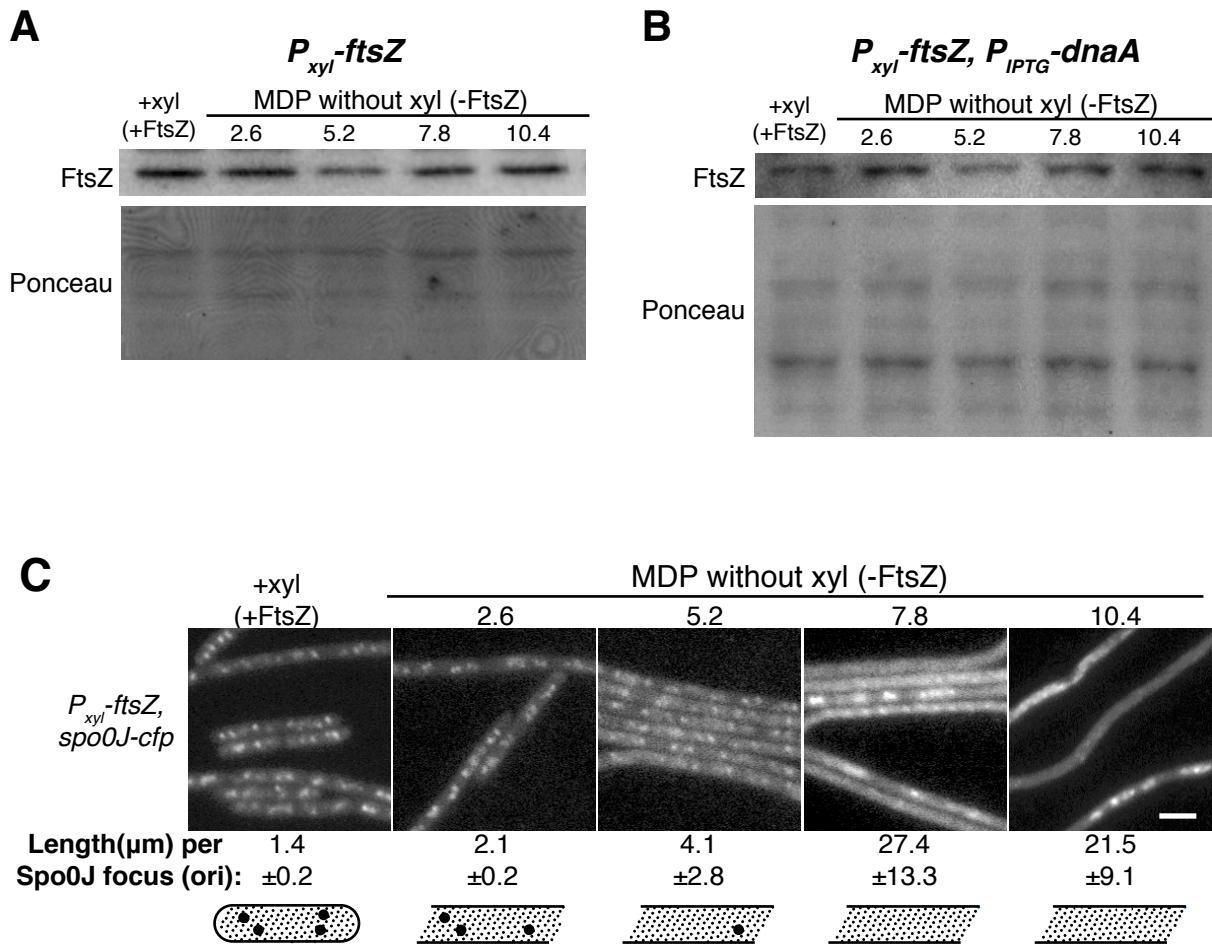 A
P_xyl-ftsZ
+xyl
(+FtsZ)
MDP without xyl (-FtsZ)
2.6 5.2 7.8 10.4
FtsZ
Ponceau
B
P_xyl-ftsZ, P_IPTG-dnaA
+xyl
(+FtsZ)
MDP without xyl (-FtsZ)
2.6 5.2 7.8 10.4
FtsZ
Ponceau
C
+xyl
(+FtsZ)
MDP without xyl (-FtsZ)
2.6 5.2 7.8 10.4
P_xyl-ftsZ,
spo0J-cfp
Length(μm) per 1.4 2.1 4.1 27.4 21.5
Spo0J focus (ori): ±0.2 ±0.2 ±2.8 ±13.3 ±9.1